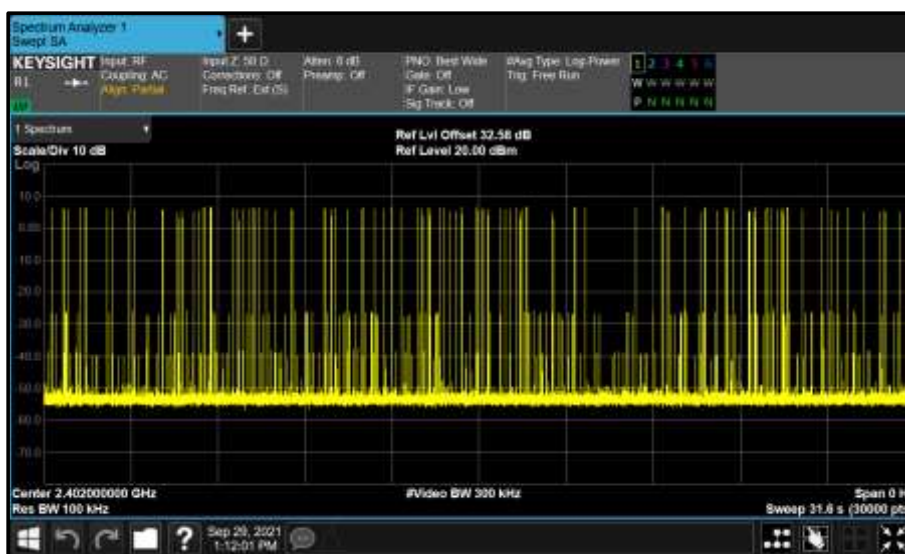 Spectrum Analyzer 1
Swept SA
+
KEYSIGHT
R1
Input: RF
Coupling: AC
Align: Partial
Input Z: 50 Ω
Corrections: Off
Freq Ref: Ext (S)
Atten: 6 dB
Preamp: Off
PNO: Best Wide
Gate: Off
IF Gain: Low
Sig Track: Off
#Avg Type: Log-Power
Trig: Free Run
1 2 3 4 5 6
W W W W W W
P N N N N N
1 Spectrum
Scale/Div 10 dB
Ref Lvl Offset 32.58 dB
Ref Level 20.00 dBm
Log
10.0
0.00
-10.0
-20.0
-30.0
-40.0
-50.0
-60.0
-70.0
Center 2.402000000 GHz
#Video BW 300 kHz
Span 0 H
Res BW 100 kHz
Sweep 31.6 s (30000 pts
?
Sep 29, 2021
1:12:01 PM